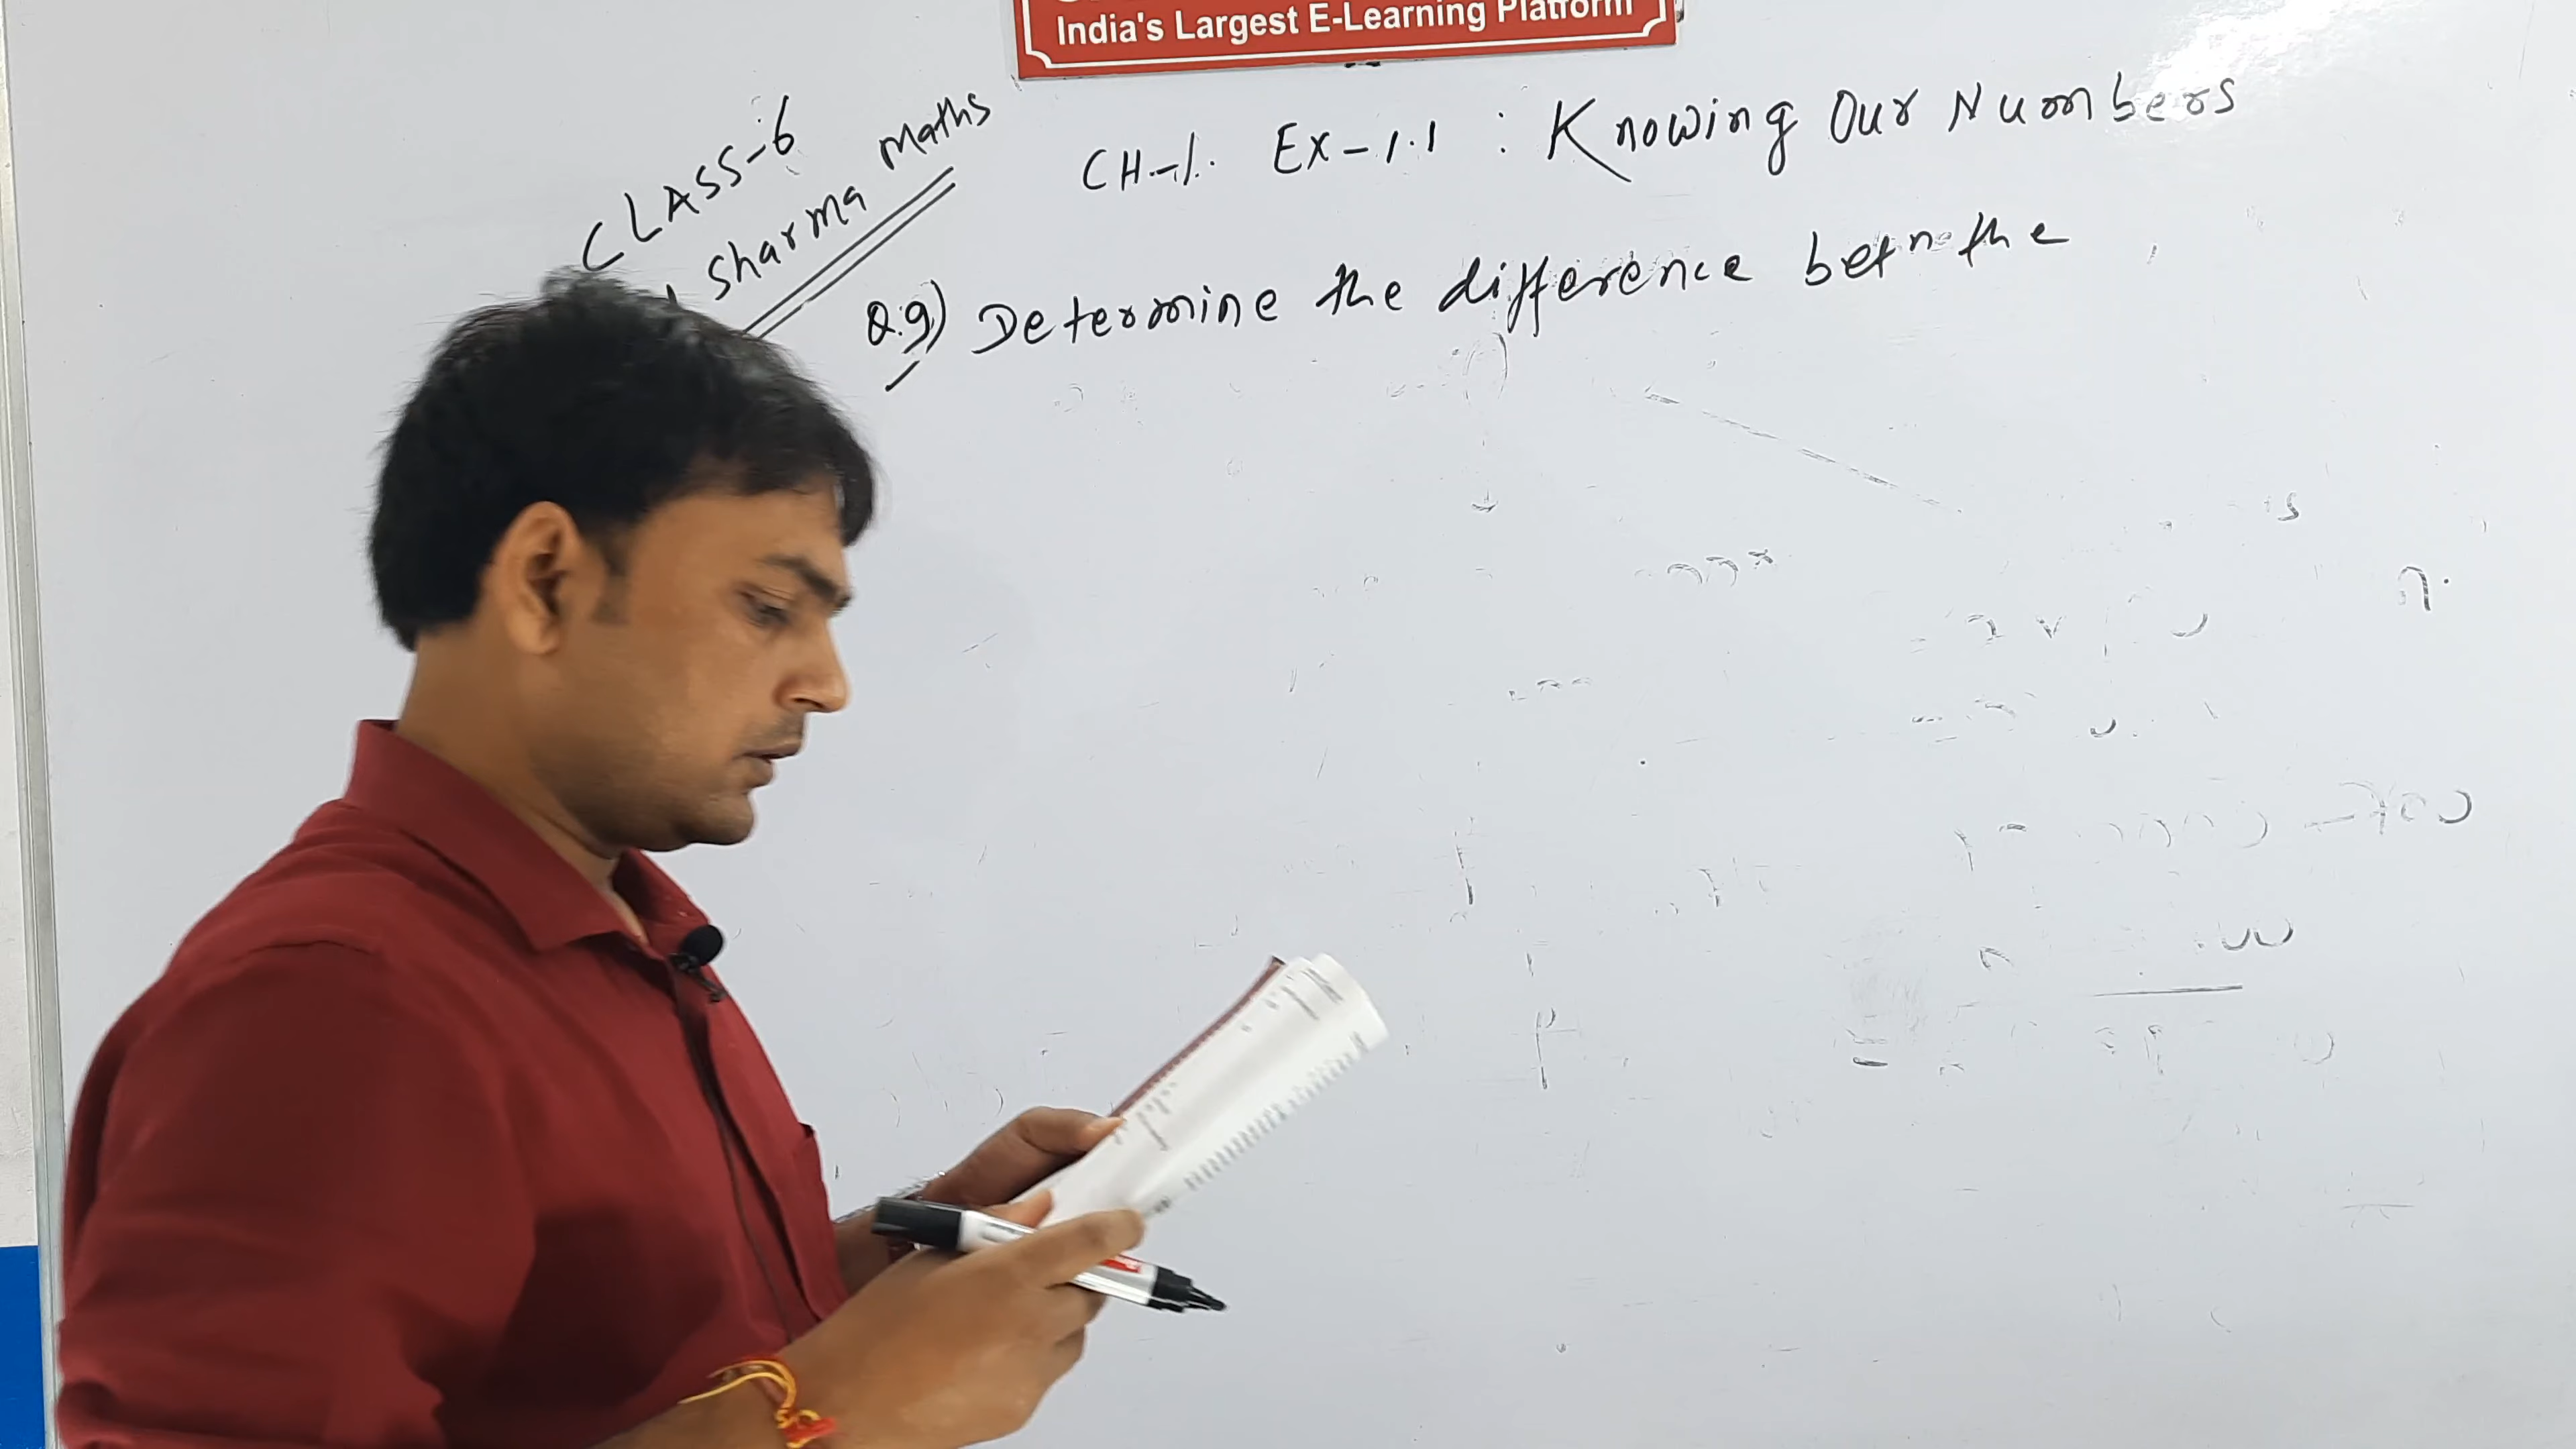 India's Largest E-Learning Platform
CLASS-6
Sharma Maths
CH-1. Ex-1.1 : Knowing Our Numbers
Q.9) Determine the difference betn the